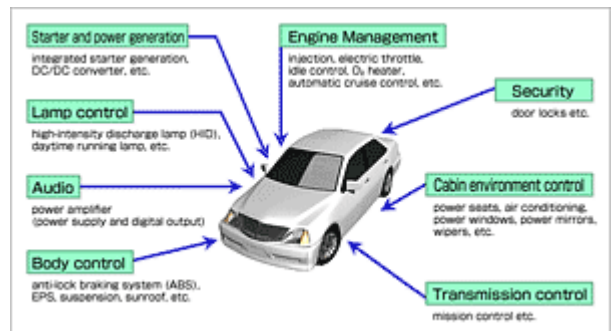 Starter and power generation
integrated starter generation,
DC/DC converter, etc.
Engine Management
injection, electric throttle,
idle control, O₂ heater,
automatic cruise control, etc.
Security
door locks etc.
Lamp control
high-intensity discharge lamp (HID),
daytime running lamp, etc.
Audio
power amplifier
(power supply and digital output)
Cabin environment control
power seats, air conditioning,
power windows, power mirrors,
wipers, etc.
Body control
anti-lock braking system (ABS),
EPS, suspension, sunroof, etc.
Transmission control
mission control etc.